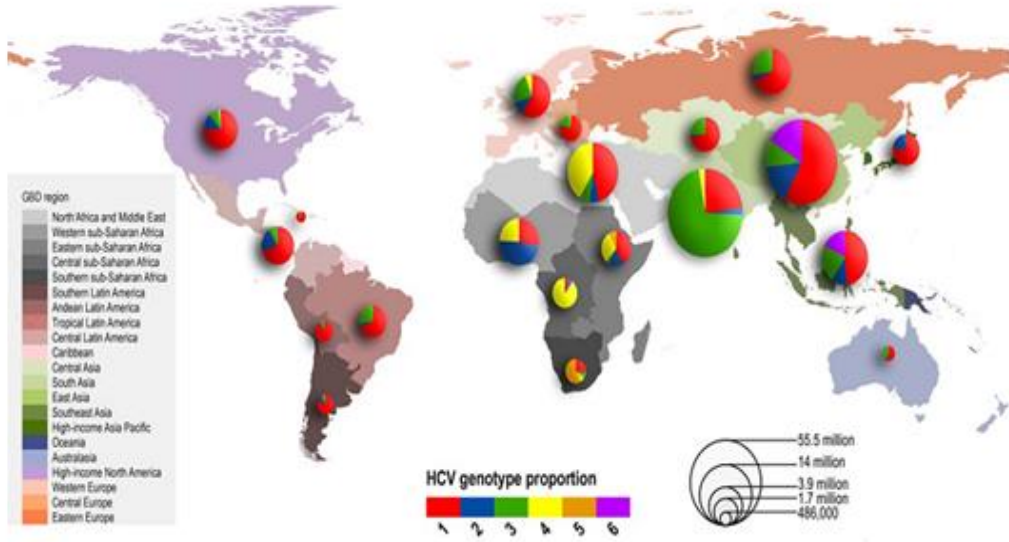 GBD region
North Africa and Middle East
Western sub-Saharan Africa
Eastern sub-Saharan Africa
Central sub-Saharan Africa
Southern sub-Saharan Africa
Southern Latin America
Andean Latin America
Tropical Latin America
Central Latin America
Caribbean
Central Asia
South Asia
East Asia
Southeast Asia
High-income Asia Pacific
Oceania
Australasia
High-income North America
Western Europe
Central Europe
Eastern Europe
HCV genotype proportion
1 2 3 4 5 6
55.5 million
14 million
3.9 million
1.7 million
486,000